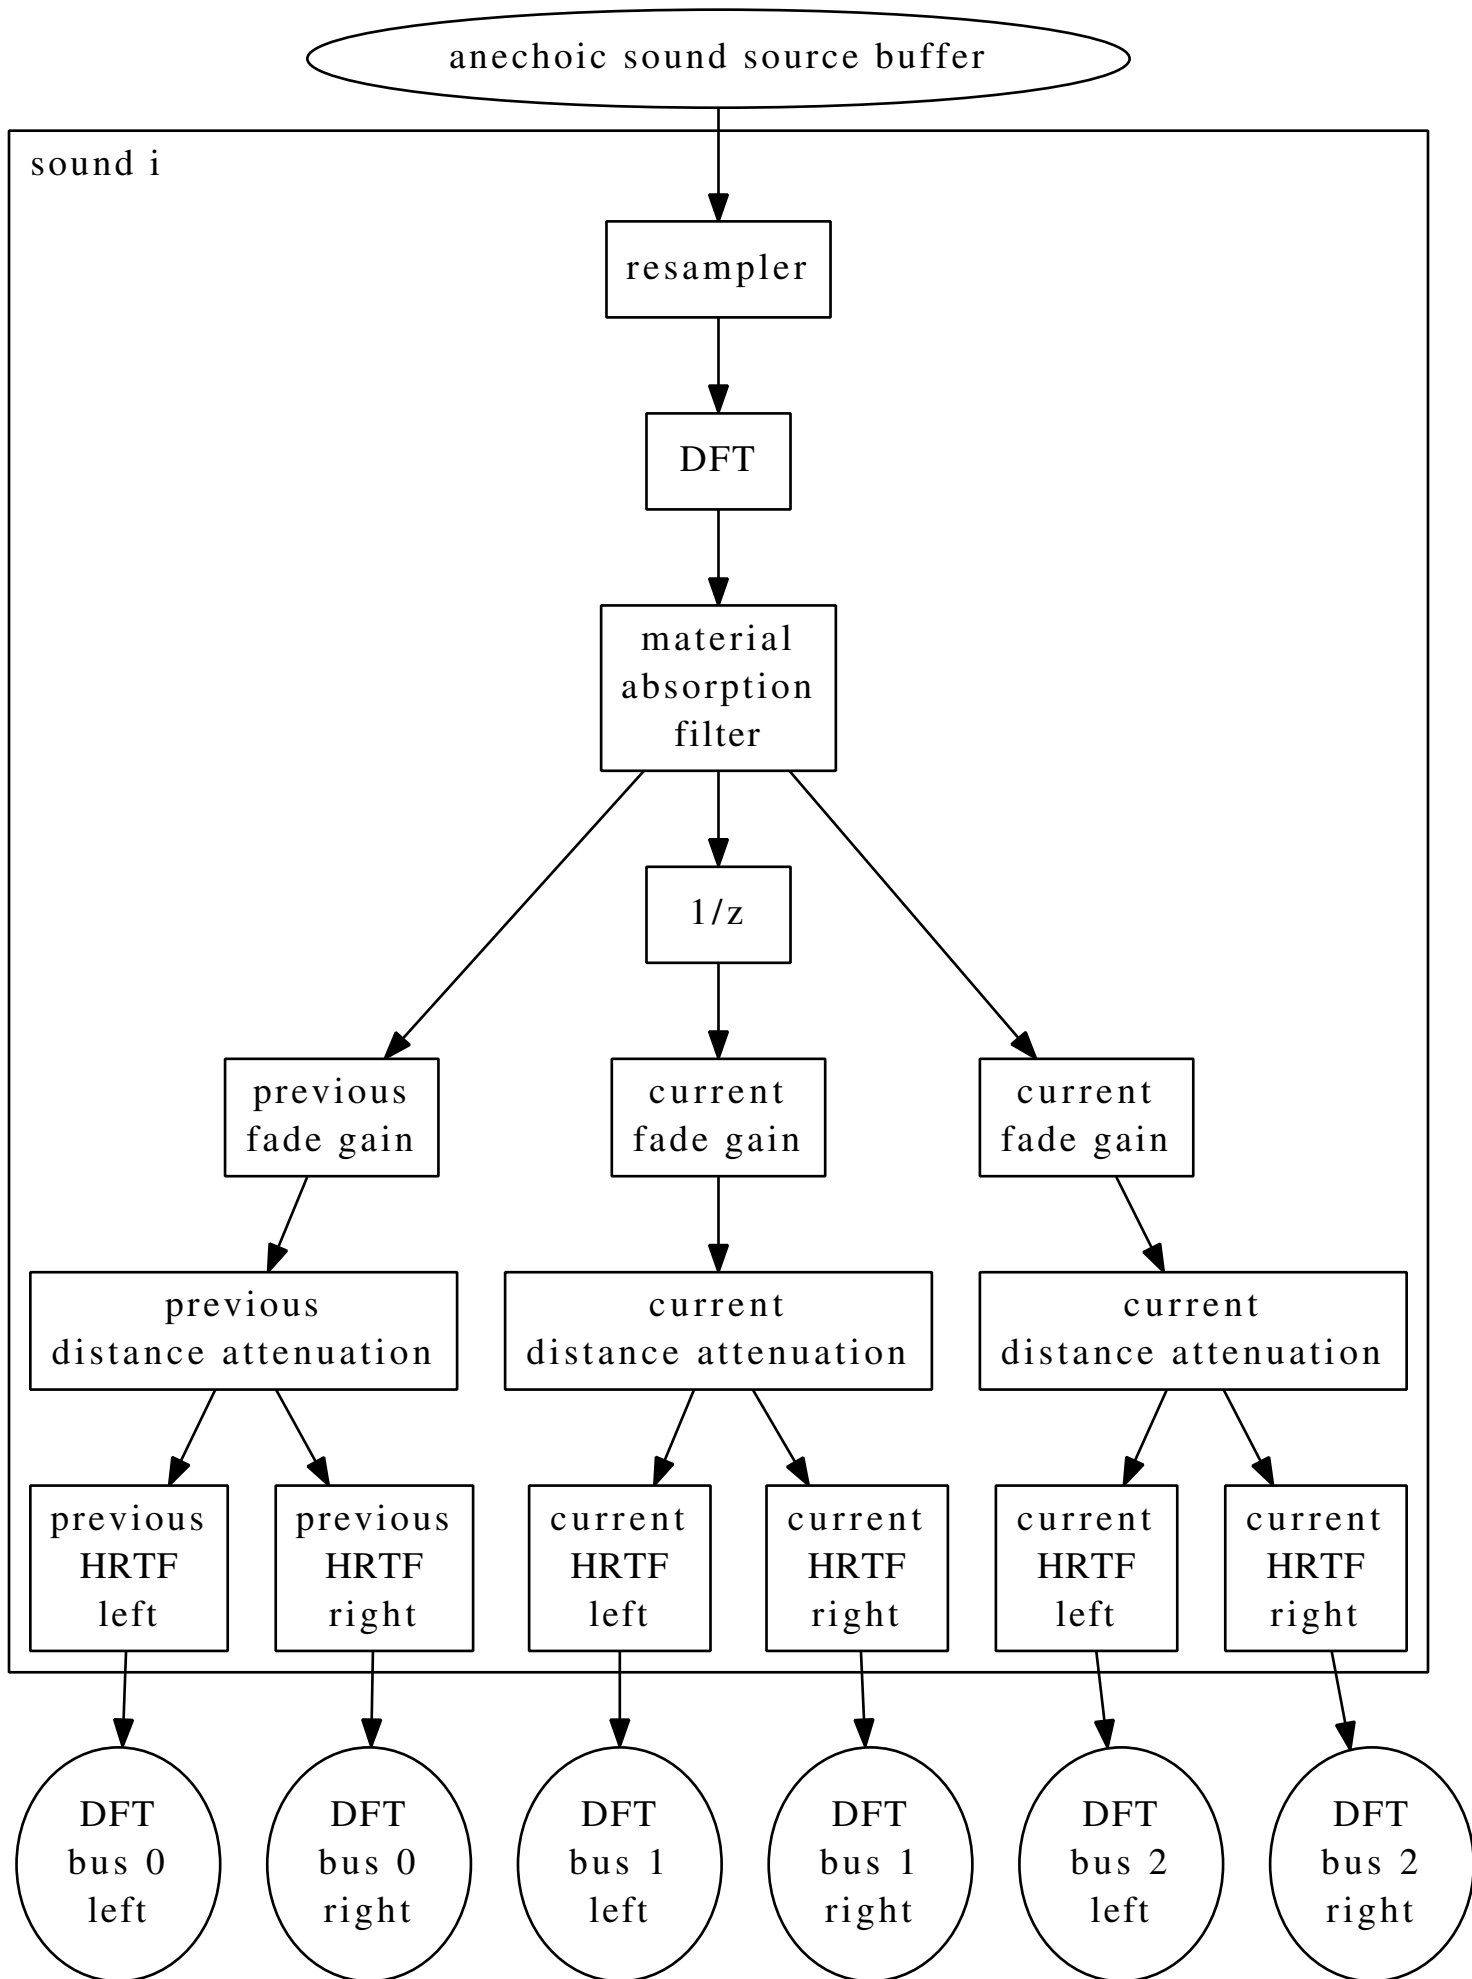 anechoic sound source buffer
sound i
resampler
DFT
material
absorption
filter
1/z
previous
fade gain
current
fade gain
current
fade gain
previous
distance attenuation
current
distance attenuation
current
distance attenuation
previous
HRTF
left
previous
HRTF
right
current
HRTF
left
current
HRTF
right
current
HRTF
left
current
HRTF
right
DFT
bus 0
left
DFT
bus 0
right
DFT
bus 1
left
DFT
bus 1
right
DFT
bus 2
left
DFT
bus 2
right